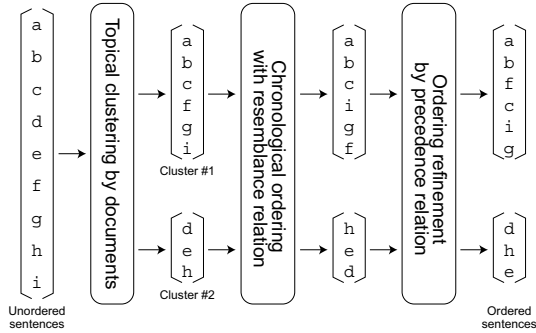 a
b
c
d
e
f
g
h
i
Unordered
sentences
Topical clustering by documents
a
b
c
f
g
i
Cluster #1
d
e
h
Cluster #2
Chronological ordering
with resemblance relation
a
b
c
i
g
f
h
e
d
Ordering refinement
by precedence relation
a
b
f
c
i
g
d
h
e
Ordered
sentences